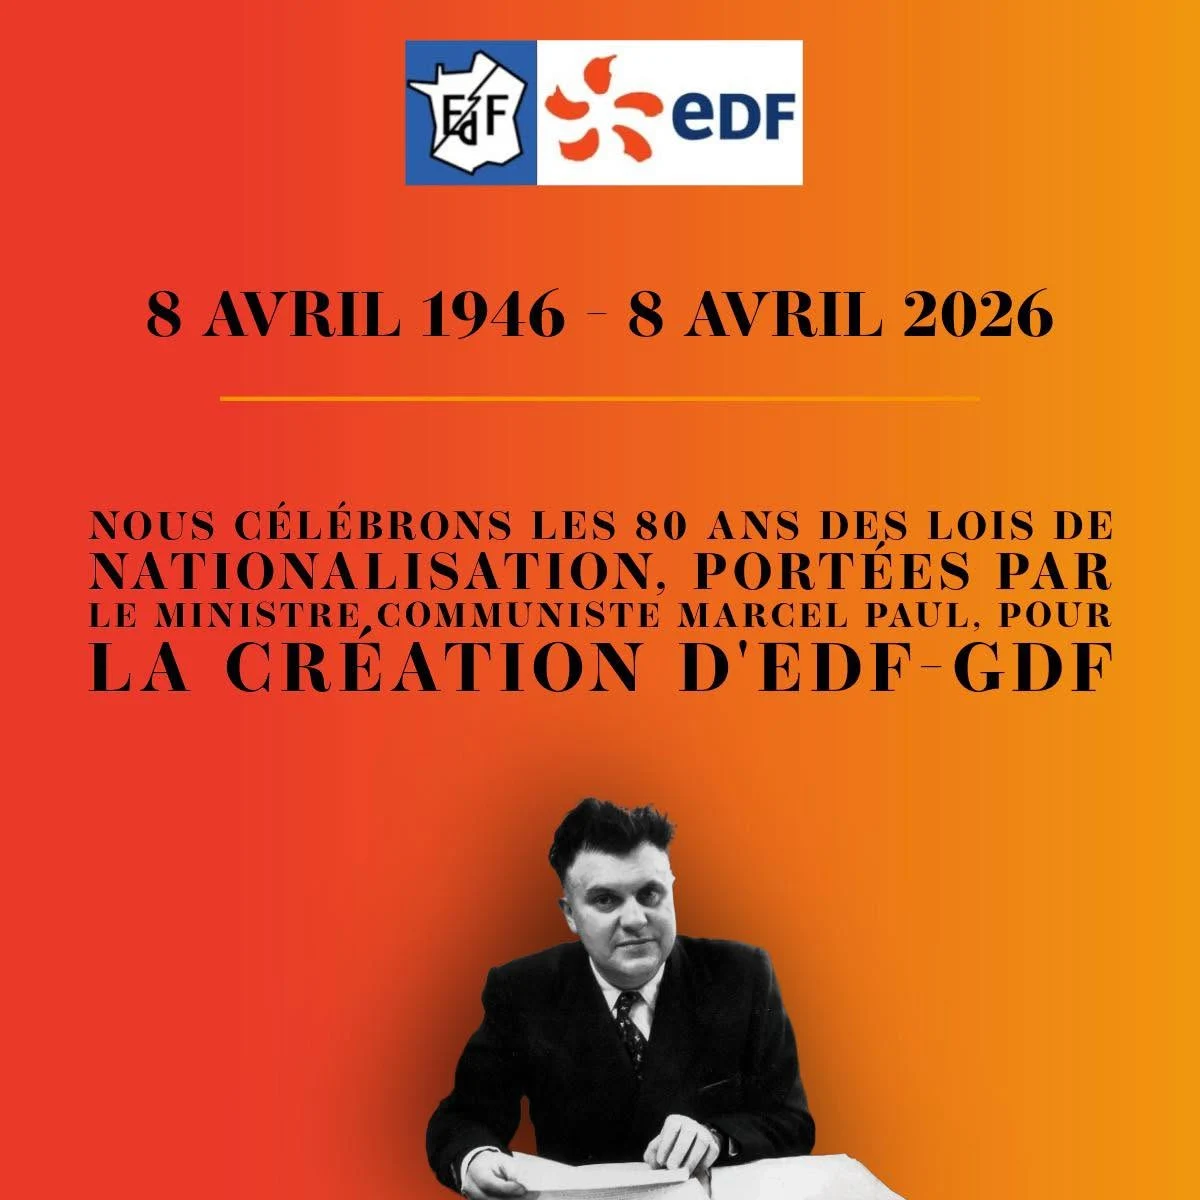 EdF
eDF
8 AVRIL 1946 - 8 AVRIL 2026
NOUS CÉLÉBRONS LES 80 ANS DES LOIS DE
NATIONALISATION, PORTÉES PAR
LE MINISTRE COMMUNISTE MARCEL PAUL, POUR
LA CRÉATION D'EDF-GDF